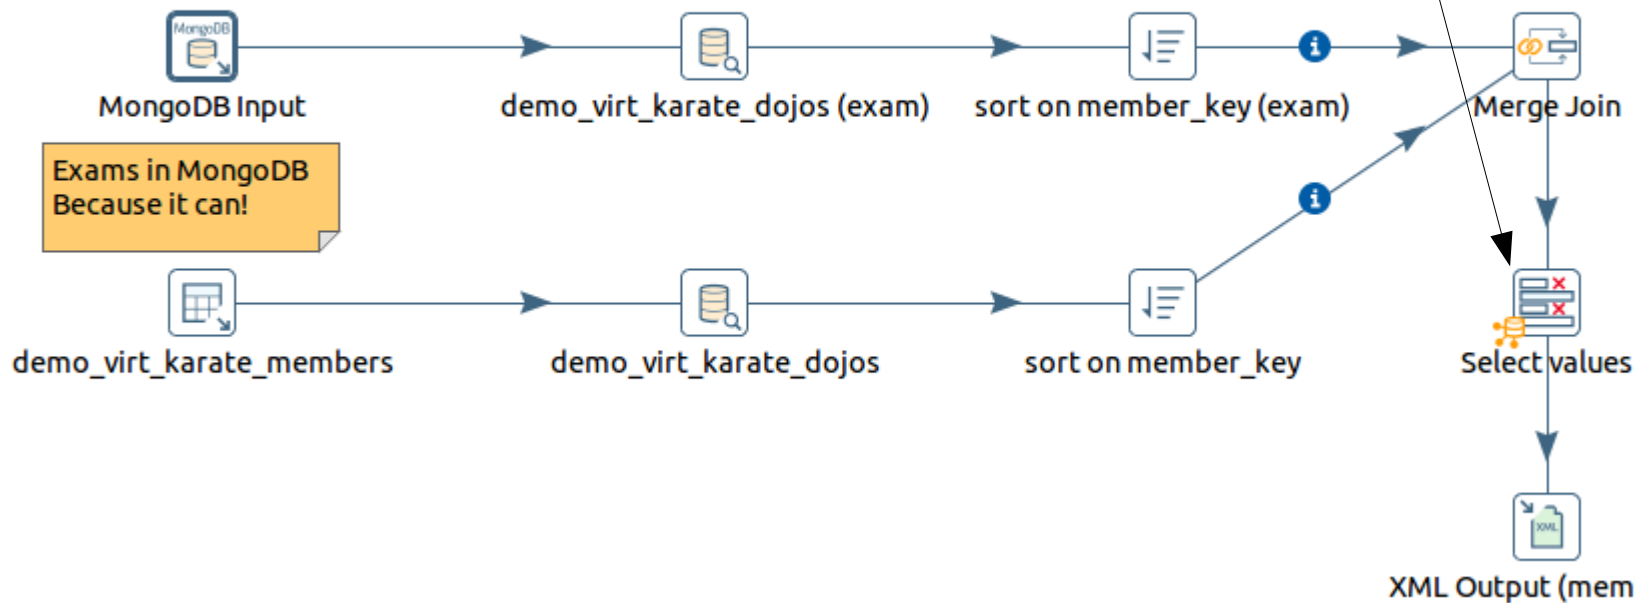 MongoDB
MongoDB Input
demo_virt_karate_dojos (exam)
sort on member_key (exam)
Merge Join
Exams in MongoDB
Because it can!
demo_virt_karate_members
demo_virt_karate_dojos
sort on member_key
Select values
XML
XML Output (mem